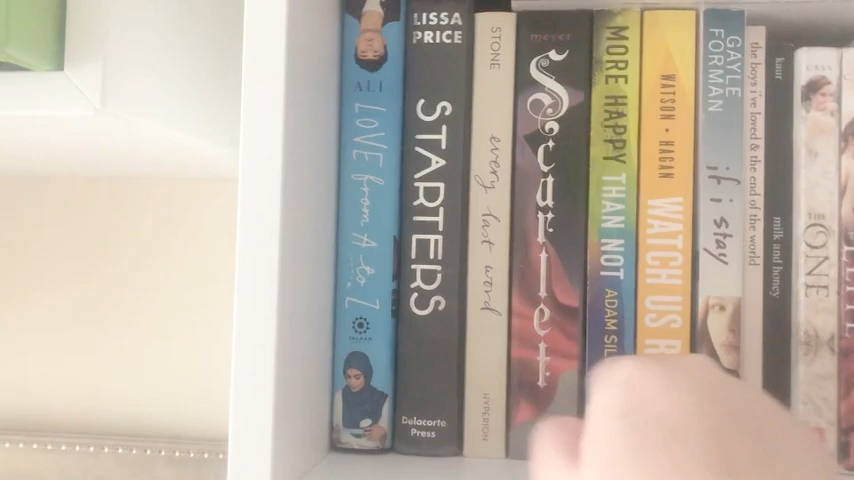 ALI
LOVE from A to Z
SALAAM
LISSA
PRICE
STARTERS
Delacorte
Press
STONE
every last word
HYPERION
meyer
Scarlet
MORE HAPPY THAN NOT
ADAM SIL
WATSON • HAGAN
WATCH US R
GAYLE
FORMAN
if i stay
the boys i've loved & the end of the world
kaur
milk and honey
THE
ONE